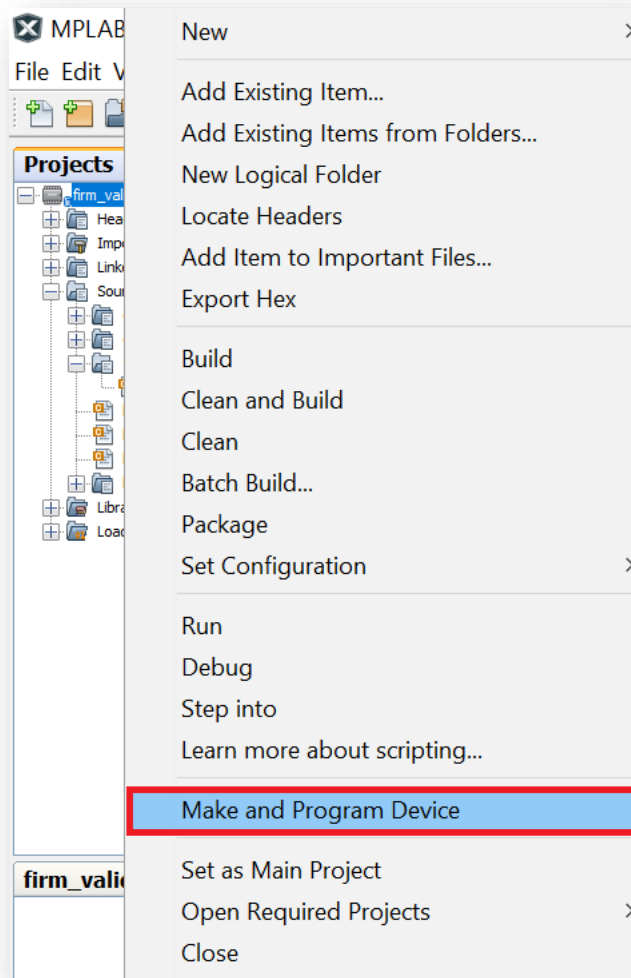 MPLAB
File Edit V
Projects
firm_val
Hea
Impo
Linke
Sour
Libra
Load
firm_valid
New
Add Existing Item...
Add Existing Items from Folders...
New Logical Folder
Locate Headers
Add Item to Important Files...
Export Hex
Build
Clean and Build
Clean
Batch Build...
Package
Set Configuration
Run
Debug
Step into
Learn more about scripting...
Make and Program Device
Set as Main Project
Open Required Projects
Close